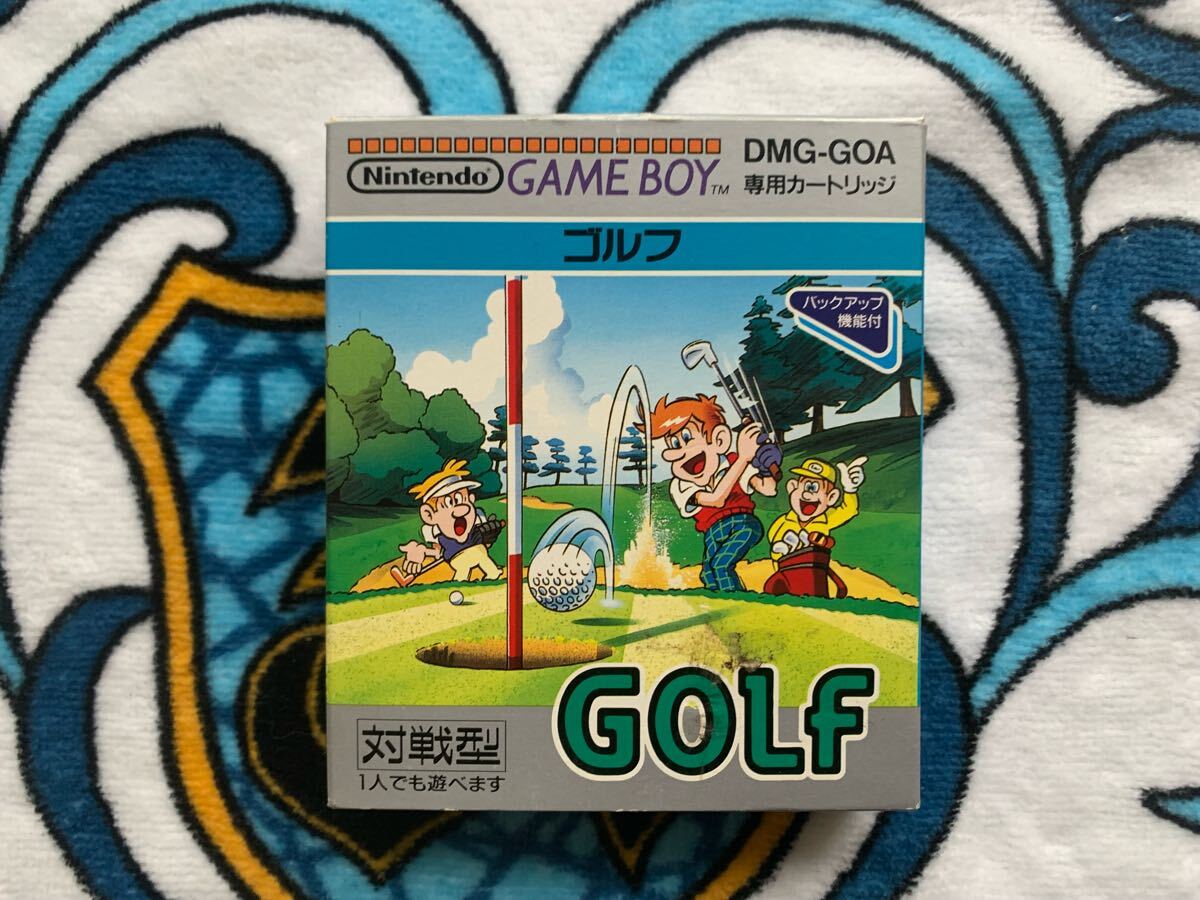 Nintendo GAME BOY™
DMG-GOA
専用カートリッジ
ゴルフ
バックアップ
機能付
GOLf
対戦型
1人でも遊べます